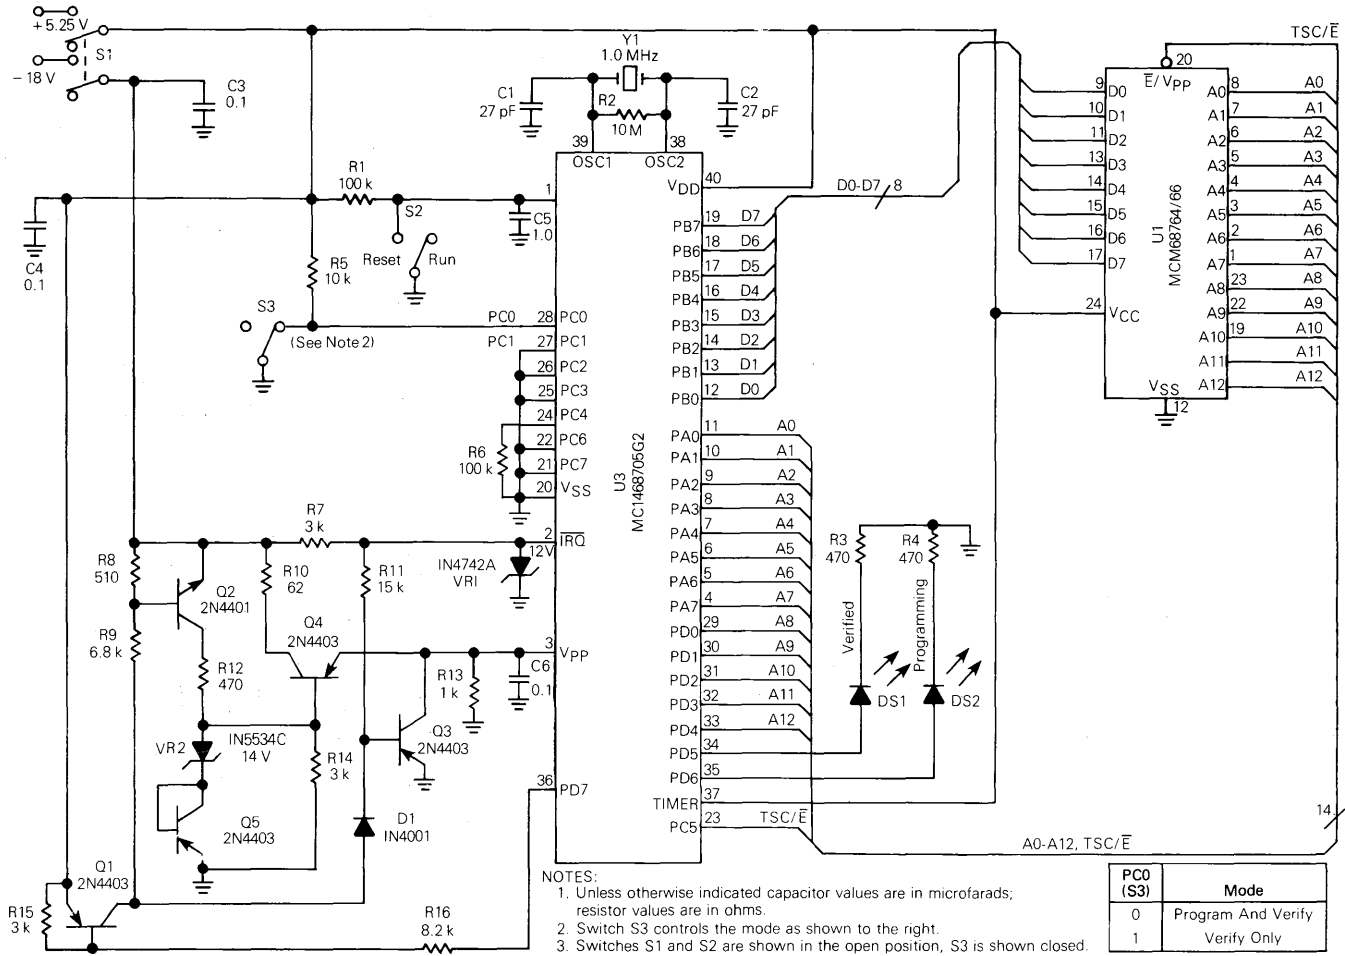 +5.25 V
S1
-18 V
C3
0.1
Y1
1.0 MHz
C1
27 pF
R2
10 M
C2
27 pF
39
38
OSC1
OSC2
TSC/E̅
20
E̅/VPP
9
D0
10
D1
11
D2
13
D3
14
D4
15
D5
16
D6
17
D7
24
VCC
VSS
12
U1
MCM68764/66
A0
8
A0
A1
7
A1
A2
6
A2
A3
5
A3
A4
4
A4
A5
3
A5
A6
2
A6
A7
1
A7
A8
23
A8
A9
22
A9
A10
19
A10
A11
A11
A12
A12
D0-D7
8
R1
100 k
S2
Reset
Run
1
C5
1.0
C4
0.1
R5
10 k
S3
(See Note 2)
PC0
28
PC0
PC1
27
PC1
26
PC2
25
PC3
24
PC4
22
PC6
21
PC7
20
VSS
R6
100 k
VDD
40
PB7
19
D7
PB6
18
D6
PB5
17
D5
PB4
16
D4
PB3
15
D3
PB2
14
D2
PB1
13
D1
PB0
12
D0
U3
MC1468705G2
PA0
11
A0
PA1
10
A1
PA2
9
A2
PA3
8
A3
PA4
7
A4
PA5
6
A5
PA6
5
A6
PA7
4
A7
PD0
29
A8
PD1
30
A9
PD2
31
A10
PD3
32
A11
PD4
33
A12
PD5
34
PD6
35
TIMER
37
PC5
23
TSC/E̅
R3
470
R4
470
Verified
Programming
DS1
DS2
R7
3 k
2
I̅R̅Q̅
12V
IN4742A
VR1
R8
510
Q2
2N4401
R10
62
R11
15 k
R9
6.8 k
Q4
2N4403
3
VPP
R12
470
R13
1 k
C6
0.1
VR2
IN5534C
14 V
R14
3 k
Q3
2N4403
36
PD7
Q5
2N4403
D1
IN4001
Q1
2N4403
R15
3 k
R16
8.2 k
14
A0-A12, TSC/E̅
NOTES:
1. Unless otherwise indicated capacitor values are in microfarads;
resistor values are in ohms.
2. Switch S3 controls the mode as shown to the right.
3. Switches S1 and S2 are shown in the open position, S3 is shown closed.
PC0
(S3)
Mode
0
Program And Verify
1
Verify Only